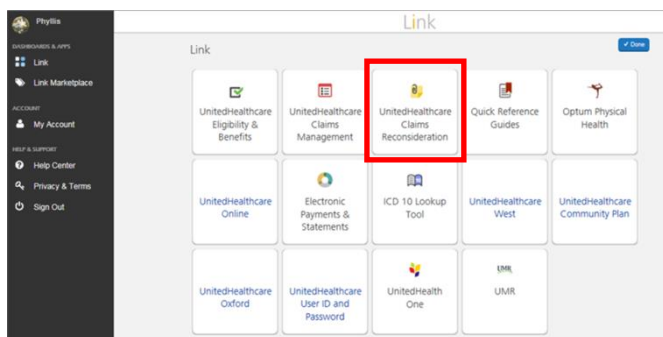 Phyllis
Link
DASHBOARDS & APPS
Link
Link Marketplace
ACCOUNT
My Account
HELP & SUPPORT
Help Center
Privacy & Terms
Sign Out
Link
✔ Done
UnitedHealthcare
Eligibility &
Benefits
UnitedHealthcare
Claims
Management
UnitedHealthcare
Claims
Reconsideration
Quick Reference
Guides
Optum Physical
Health
UnitedHealthcare
Online
Electronic
Payments &
Statements
ICD 10 Lookup
Tool
UnitedHealthcare
West
UnitedHealthcare
Community Plan
UnitedHealthcare
Oxford
UnitedHealthcare
User ID and
Password
UnitedHealth
One
UMR
UMR